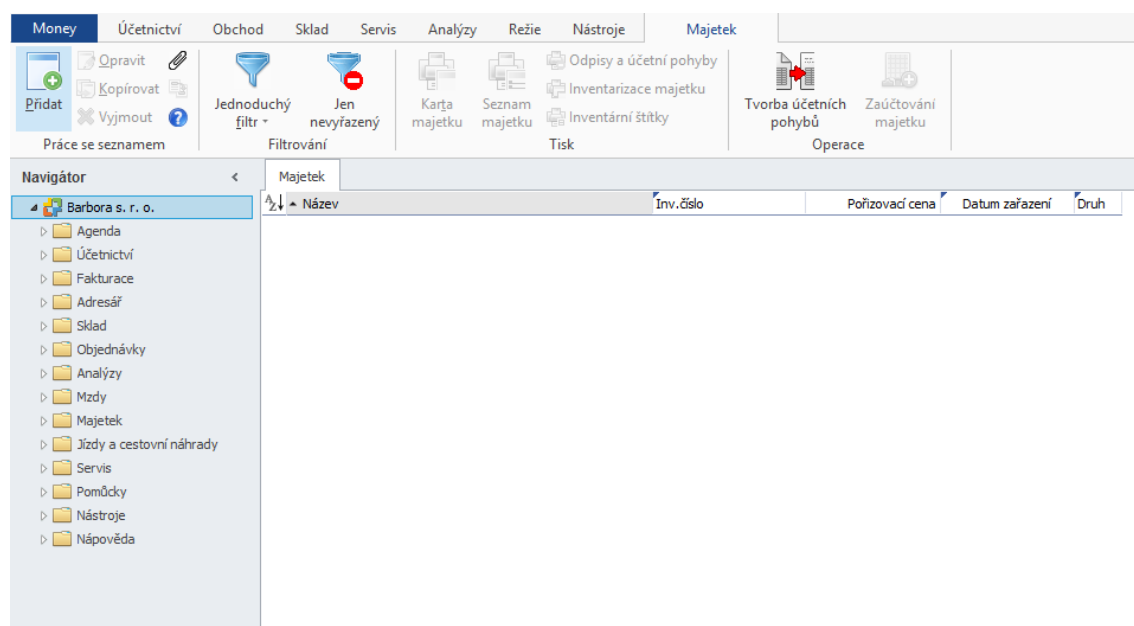 Money Účetnictví Obchod Sklad Servis Analýzy Režie Nástroje Majetek
Přidat
Opravit
Kopírovat
Vyjmout
Práce se seznamem
Jednoduchý
filtr
Jen
nevyřazený
Filtrování
Karta
majetku
Seznam
majetku
Odpisy a účetní pohyby
Inventarizace majetku
Inventární štítky
Tisk
Tvorba účetních
pohybů
Zaúčtování
majetku
Operace
Navigátor
Barbora s. r. o.
Agenda
Účetnictví
Fakturace
Adresář
Sklad
Objednávky
Analýzy
Mzdy
Majetek
Jízdy a cestovní náhrady
Servis
Pomůcky
Nástroje
Nápověda
Majetek
AZ Název Inv.číslo Pořizovací cena Datum zařazení Druh